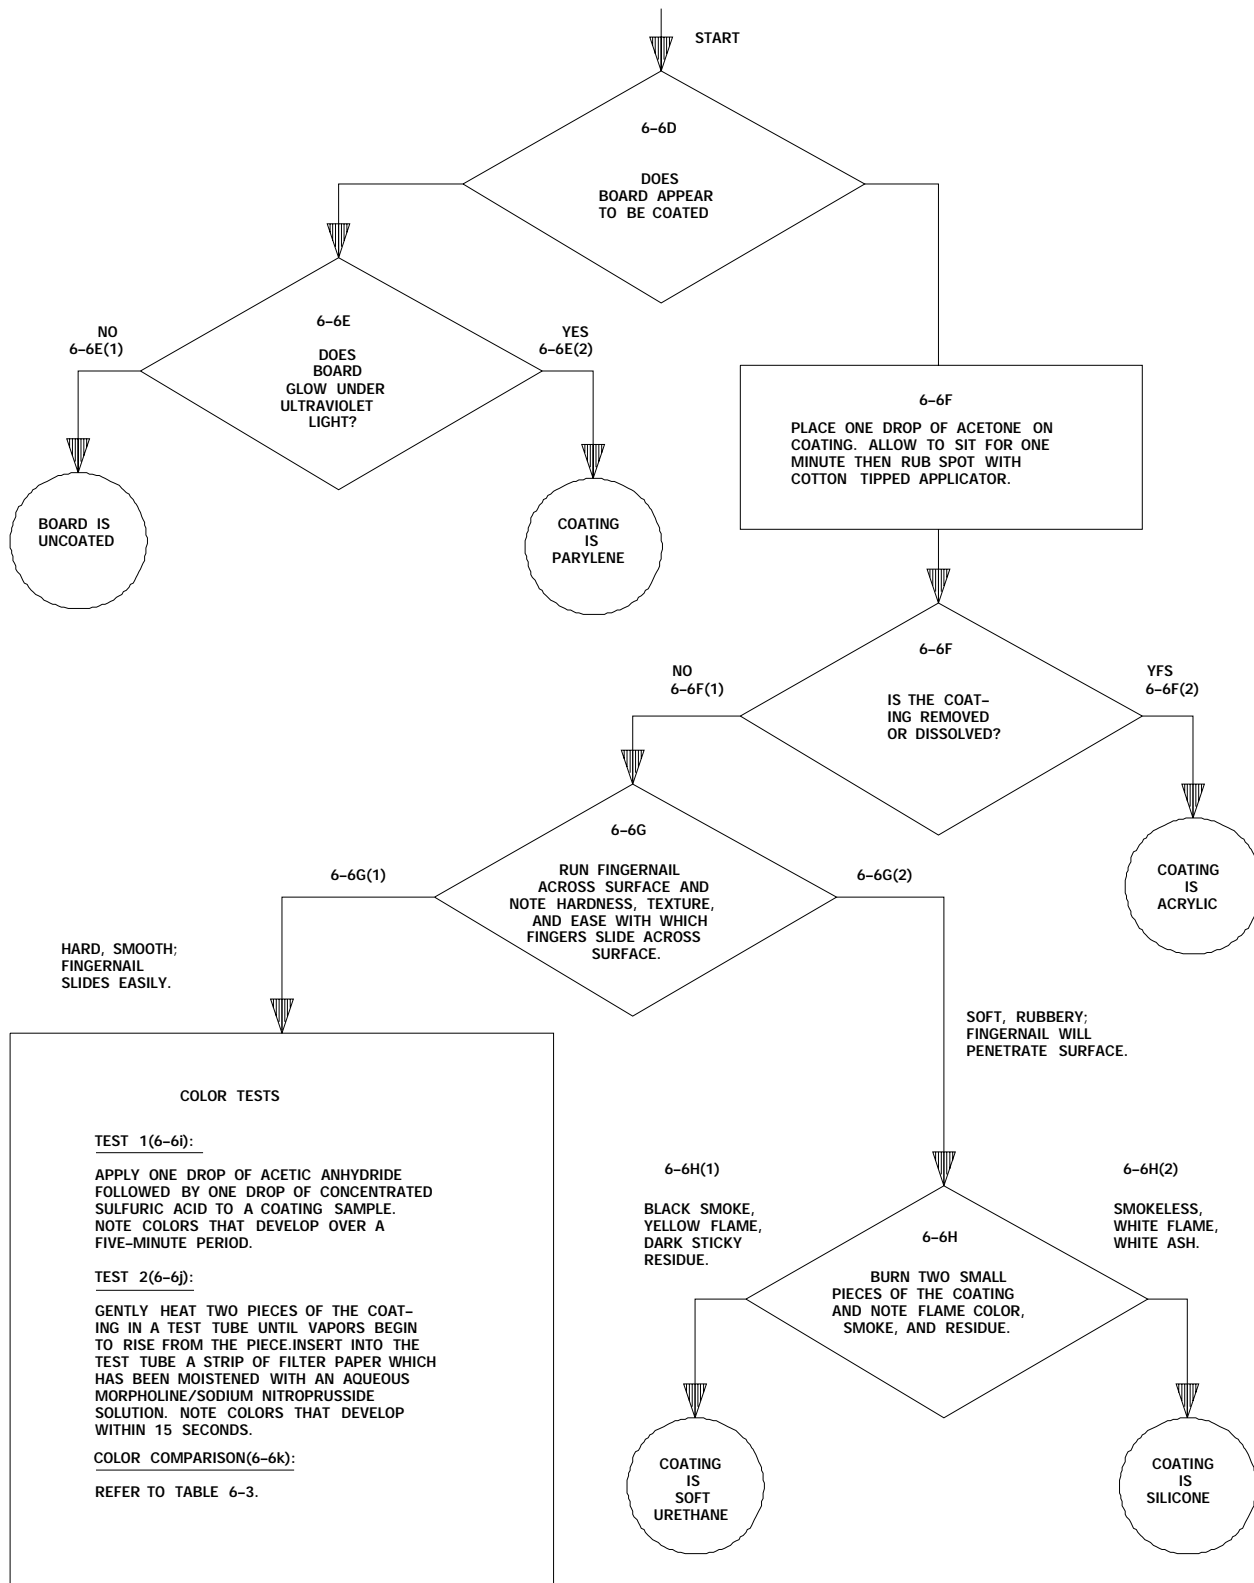 START
6-6D
DOES
BOARD APPEAR
TO BE COATED
6-6E
DOES
BOARD
GLOW UNDER
ULTRAVIOLET
LIGHT?
NO
6-6E(1)
YES
6-6E(2)
BOARD IS
UNCOATED
COATING
IS
PARYLENE
6-6F
PLACE ONE DROP OF ACETONE ON
COATING. ALLOW TO SIT FOR ONE
MINUTE THEN RUB SPOT WITH
COTTON TIPPED APPLICATOR.
6-6F
IS THE COAT-
ING REMOVED
OR DISSOLVED?
NO
6-6F(1)
YFS
6-6F(2)
COATING
IS
ACRYLIC
6-6G
RUN FINGERNAIL
ACROSS SURFACE AND
NOTE HARDNESS, TEXTURE,
AND EASE WITH WHICH
FINGERS SLIDE ACROSS
SURFACE.
6-6G(1)
6-6G(2)
HARD, SMOOTH;
FINGERNAIL
SLIDES EASILY.
SOFT, RUBBERY;
FINGERNAIL WILL
PENETRATE SURFACE.
COLOR TESTS
TEST 1(6-6i):
APPLY ONE DROP OF ACETIC ANHYDRIDE
FOLLOWED BY ONE DROP OF CONCENTRATED
SULFURIC ACID TO A COATING SAMPLE.
NOTE COLORS THAT DEVELOP OVER A
FIVE-MINUTE PERIOD.
TEST 2(6-6j):
GENTLY HEAT TWO PIECES OF THE COAT-
ING IN A TEST TUBE UNTIL VAPORS BEGIN
TO RISE FROM THE PIECE.INSERT INTO THE
TEST TUBE A STRIP OF FILTER PAPER WHICH
HAS BEEN MOISTENED WITH AN AQUEOUS
MORPHOLINE/SODIUM NITROPRUSSIDE
SOLUTION. NOTE COLORS THAT DEVELOP
WITHIN 15 SECONDS.
COLOR COMPARISON(6-6k):
REFER TO TABLE 6-3.
6-6H(1)
BLACK SMOKE,
YELLOW FLAME,
DARK STICKY
RESIDUE.
6-6H(2)
SMOKELESS,
WHITE FLAME,
WHITE ASH.
6-6H
BURN TWO SMALL
PIECES OF THE COATING
AND NOTE FLAME COLOR,
SMOKE, AND RESIDUE.
COATING
IS
SOFT
URETHANE
COATING
IS
SILICONE